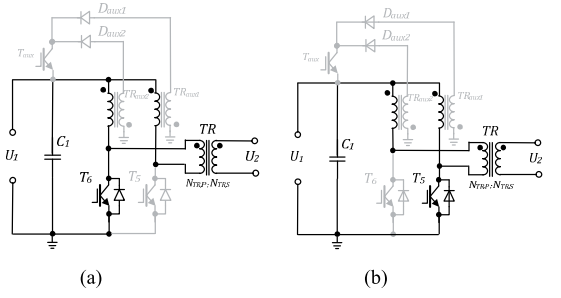 Daux1
Daux2
Taux
TRaux2
TRaux1
C1
TR
U1
U2
T6
T5
NTRP:NTRS
(a)
Daux1
Daux2
Taux
TRaux2
TRaux1
C1
TR
U1
U2
T6
T5
NTRP:NTRS
(b)